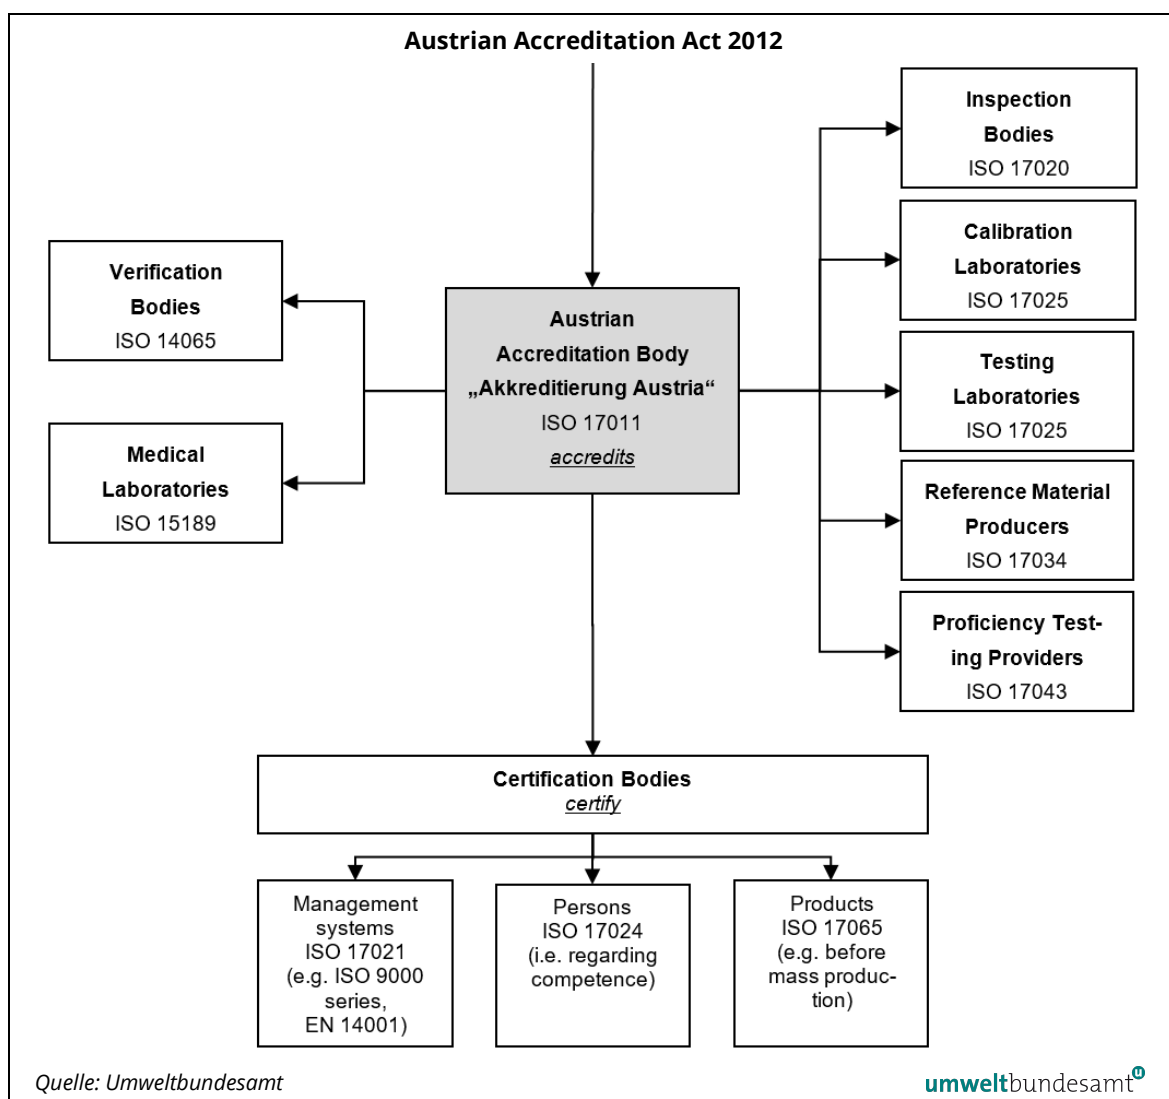 Austrian Accreditation Act 2012
Inspection
Bodies
ISO 17020
Calibration
Laboratories
ISO 17025
Testing
Laboratories
ISO 17025
Reference Material
Producers
ISO 17034
Proficiency Test-
ing Providers
ISO 17043
Verification
Bodies
ISO 14065
Medical
Laboratories
ISO 15189
Austrian
Accreditation Body
„Akkreditierung Austria“
ISO 17011
accredits
Certification Bodies
certify
Management
systems
ISO 17021
(e.g. ISO 9000
series,
EN 14001)
Persons
ISO 17024
(i.e. regarding
competence)
Products
ISO 17065
(e.g. before
mass produc-
tion)
Quelle: Umweltbundesamt
umweltbundesamt u